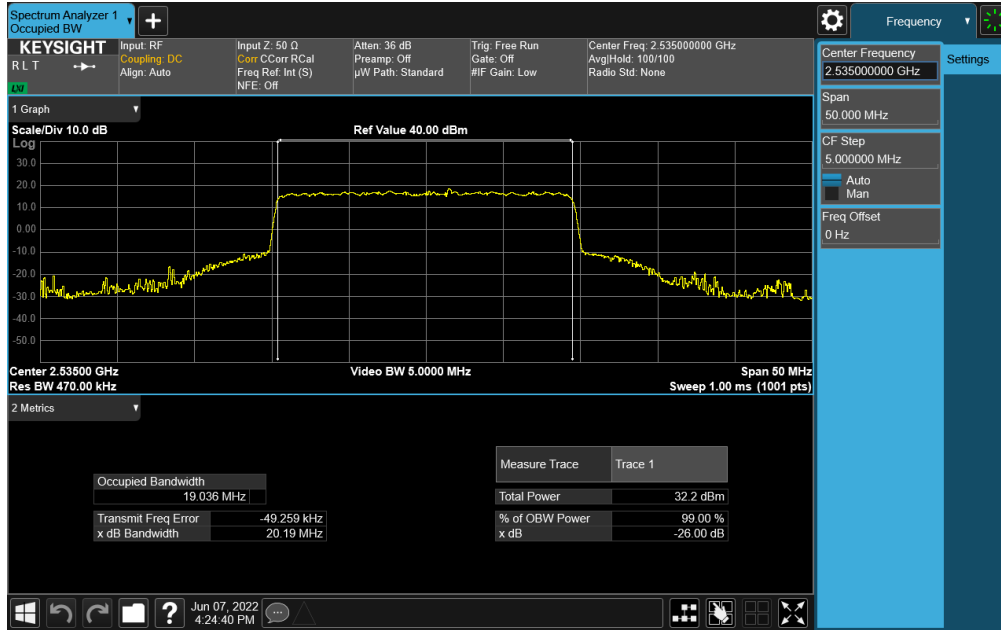 Spectrum Analyzer 1
Occupied BW
Frequency
KEYSIGHT
R L T
LXI
Input: RF
Coupling: DC
Align: Auto
Input Z: 50 Ω
Corr CCorr RCal
Freq Ref: Int (S)
NFE: Off
Atten: 36 dB
Preamp: Off
µW Path: Standard
Trig: Free Run
Gate: Off
#IF Gain: Low
Center Freq: 2.535000000 GHz
Avg|Hold: 100/100
Radio Std: None
Center Frequency
2.535000000 GHz
Settings
Span
50.000 MHz
CF Step
5.000000 MHz
Auto
Man
Freq Offset
0 Hz
1 Graph
Scale/Div 10.0 dB
Ref Value 40.00 dBm
Log
30.0
20.0
10.0
0.00
-10.0
-20.0
-30.0
-40.0
-50.0
Center 2.53500 GHz
Video BW 5.0000 MHz
Span 50 MHz
Res BW 470.00 kHz
Sweep 1.00 ms (1001 pts)
2 Metrics
Occupied Bandwidth
19.036 MHz
Transmit Freq Error -49.259 kHz
x dB Bandwidth 20.19 MHz
Measure Trace Trace 1
Total Power 32.2 dBm
% of OBW Power 99.00 %
x dB -26.00 dB
?
Jun 07, 2022
4:24:40 PM